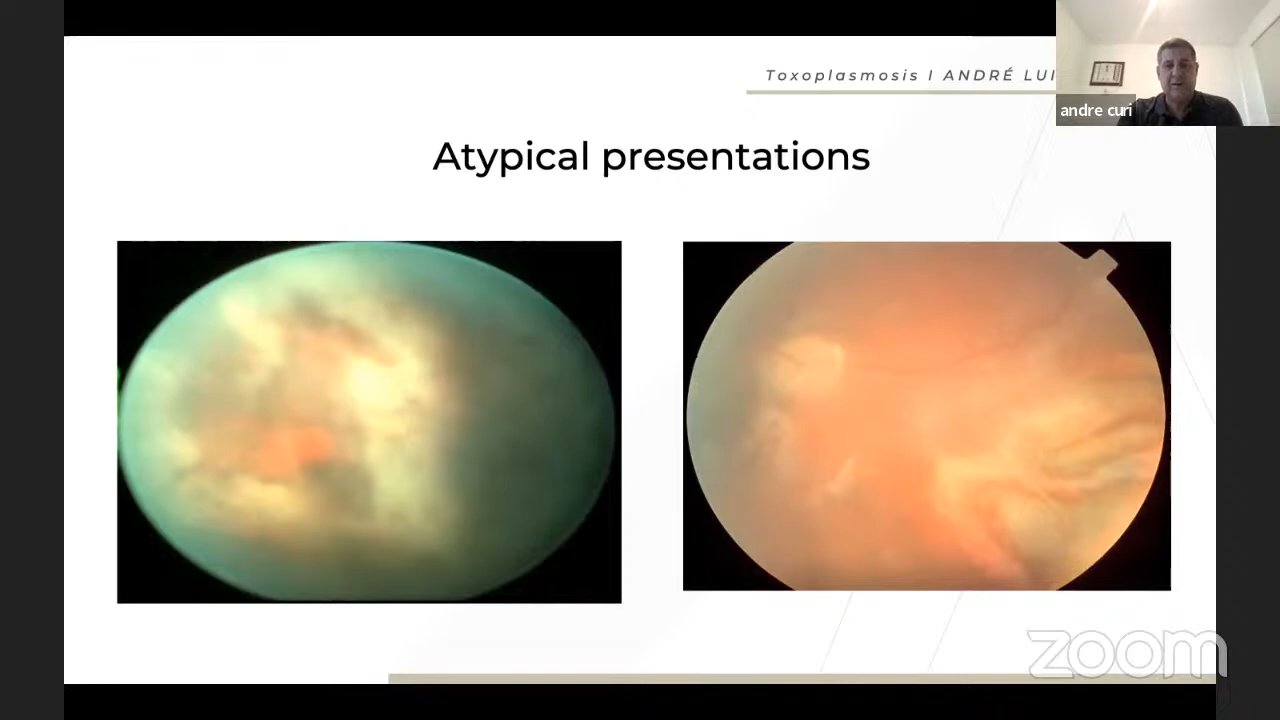 Toxoplasmosis I ANDRÉ LUI
andre curi
Atypical presentations
zoom